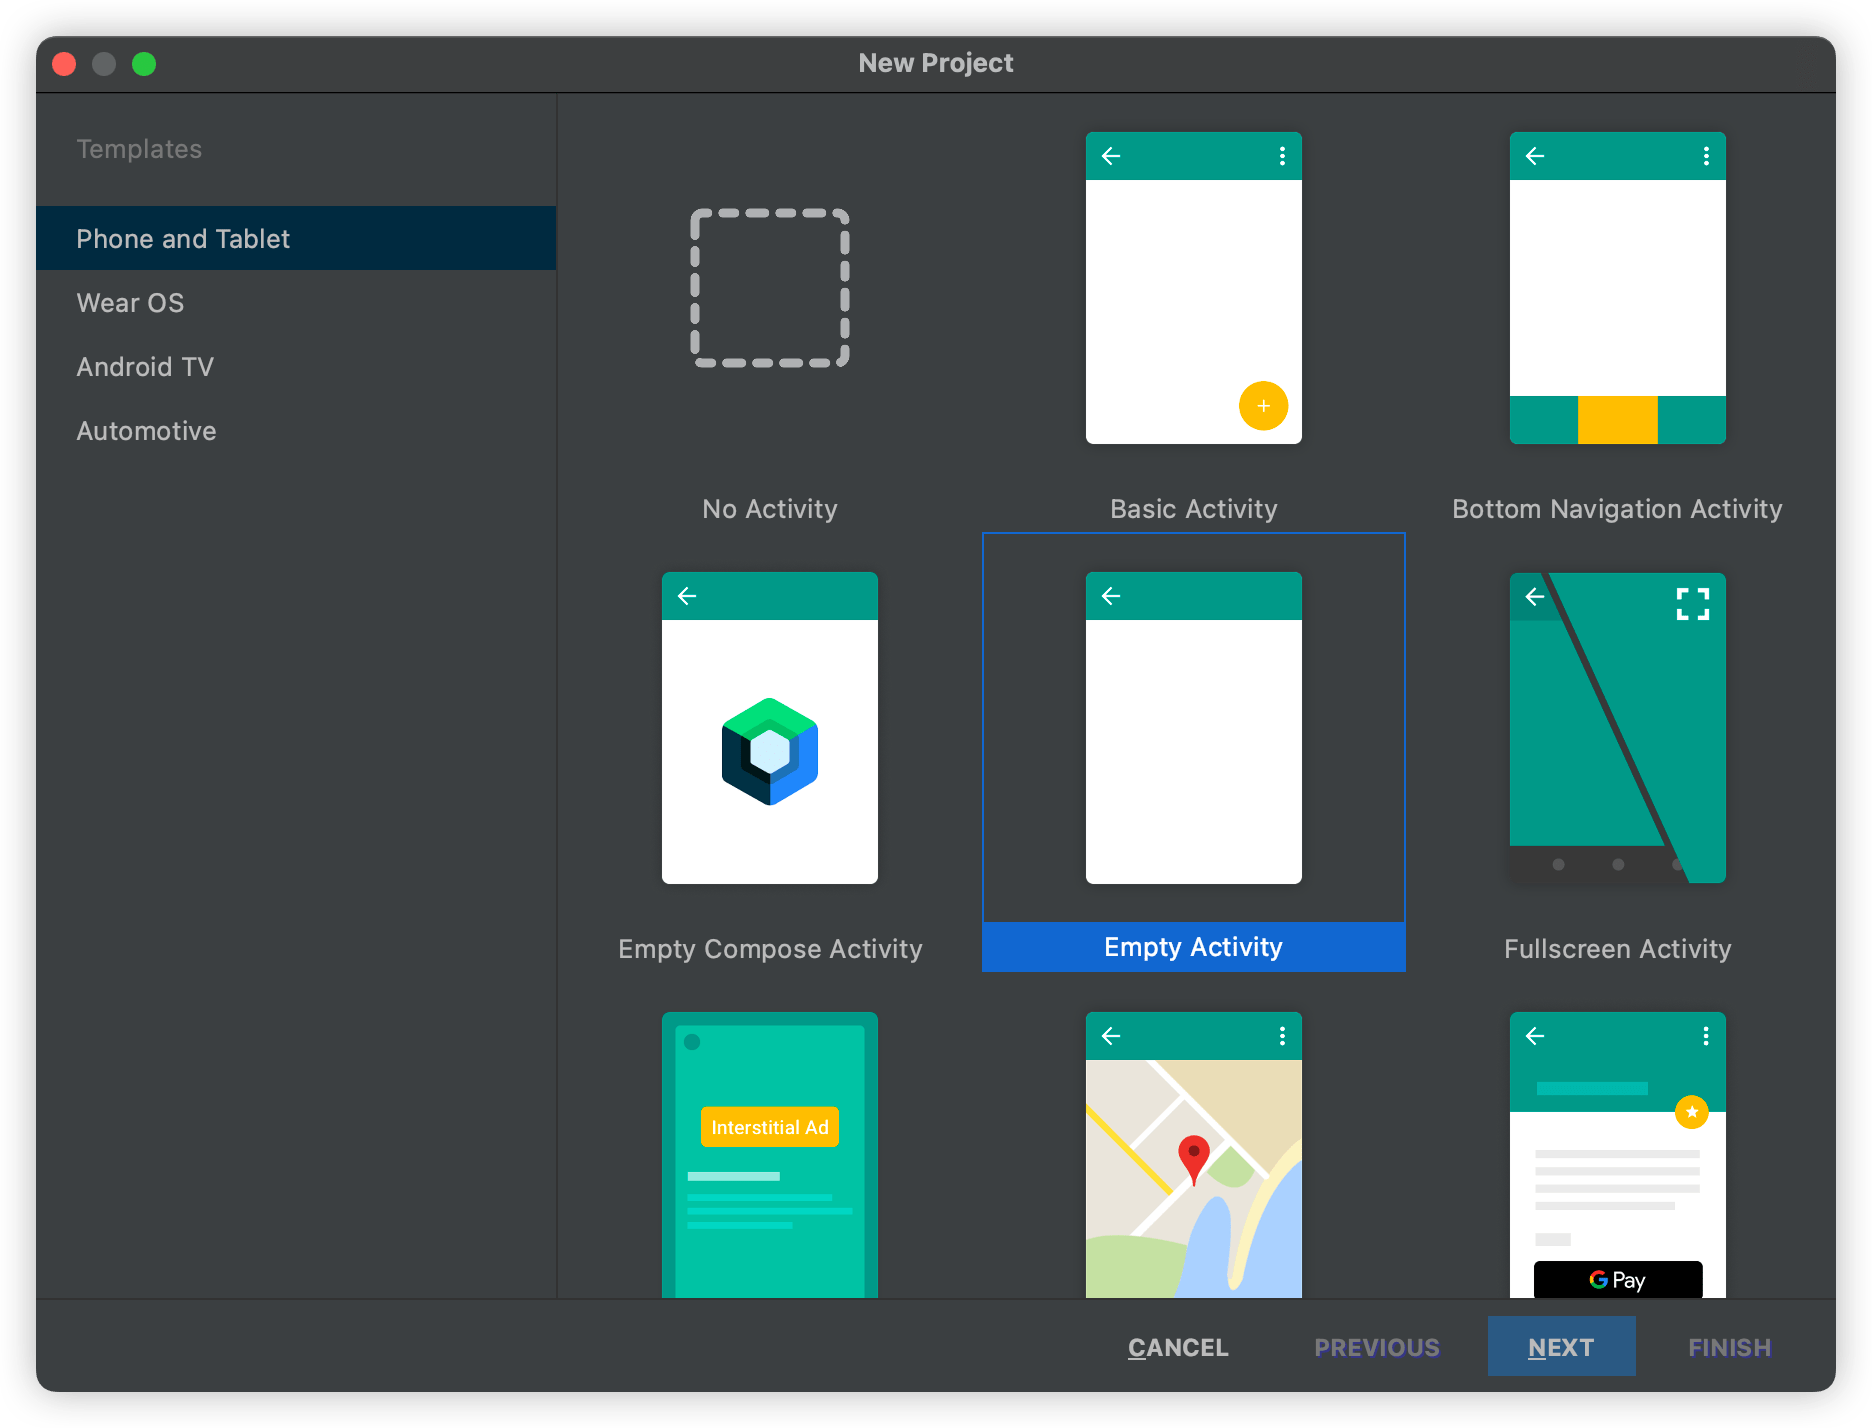 New Project
Templates
Phone and Tablet
Wear OS
Android TV
Automotive
No Activity
Basic Activity
Bottom Navigation Activity
Empty Compose Activity
Empty Activity
Fullscreen Activity
Interstitial Ad
G Pay
CANCEL
PREVIOUS
NEXT
FINISH